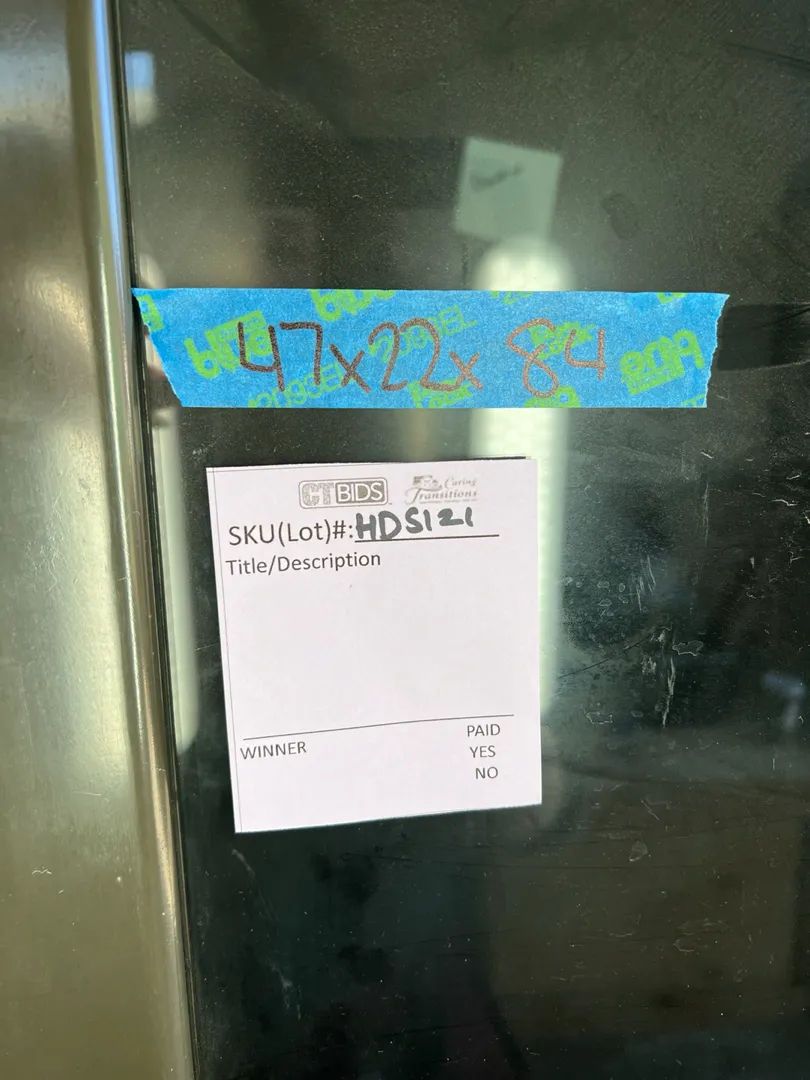 47x22x 84
CTBIDS Caring Transitions
SKU(Lot)#: HDS121
Title/Description
WINNER
PAID
YES
NO